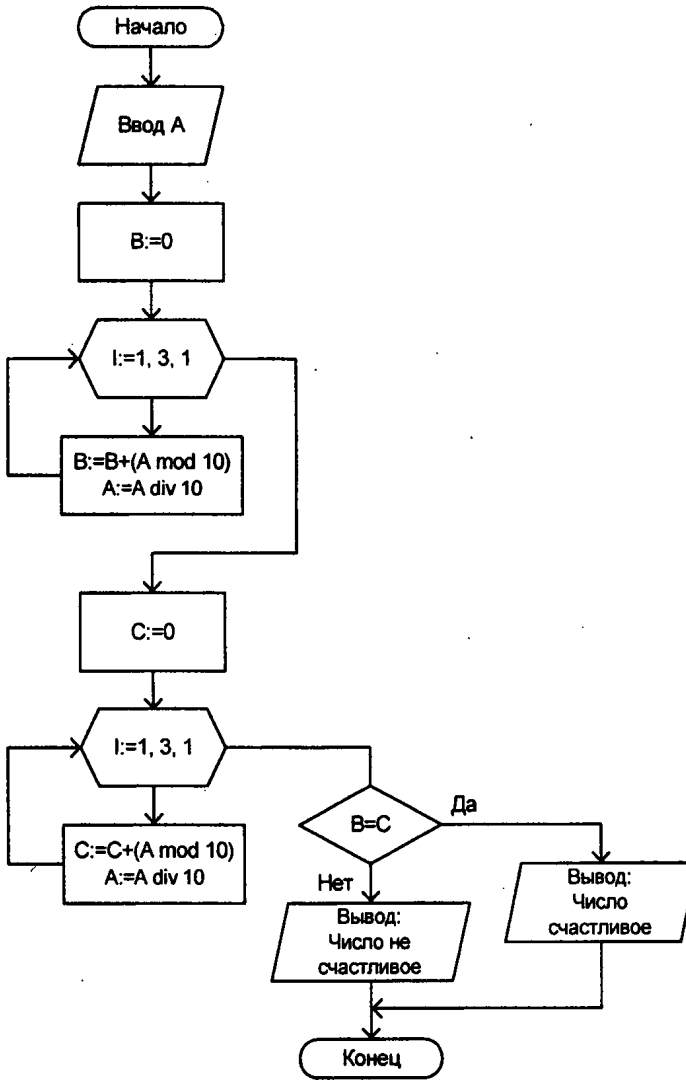 Начало
Ввод A
B:=0
I:=1, 3, 1
B:=B+(A mod 10)
A:=A div 10
C:=0
I:=1, 3, 1
C:=C+(A mod 10)
A:=A div 10
B=C
Да
Нет
Вывод:
Число
счастливое
Вывод:
Число не
счастливое
Конец